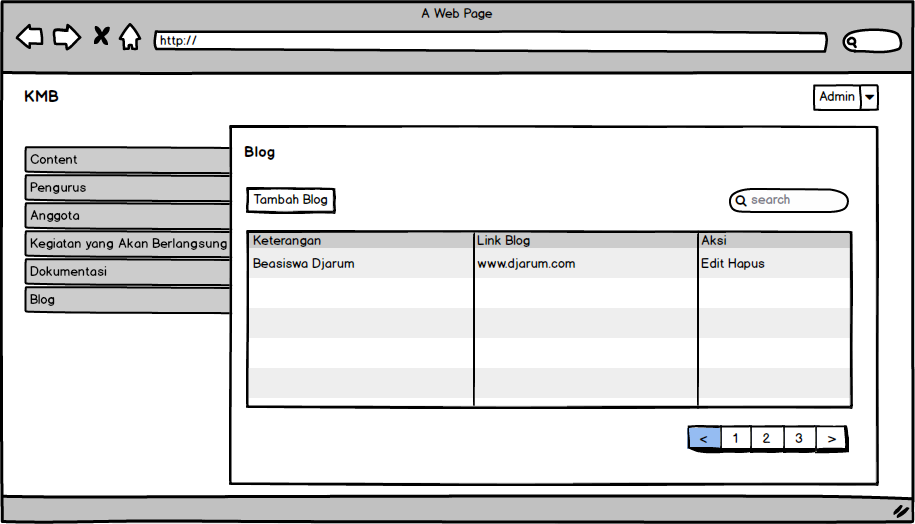 A Web Page
http://
KMB
Admin
Content
Pengurus
Anggota
Kegiatan yang Akan Berlangsung
Dokumentasi
Blog
Blog
Tambah Blog
search
Keterangan Link Blog Aksi
Beasiswa Djarum www.djarum.com Edit Hapus
< 1 2 3 >